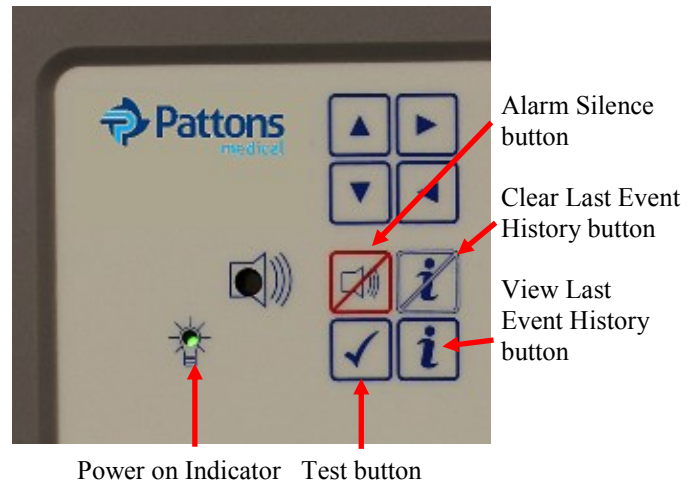 Pattons
medical
Alarm Silence
button
Clear Last Event
History button
View Last
Event History
button
i
i
Power on Indicator
Test button